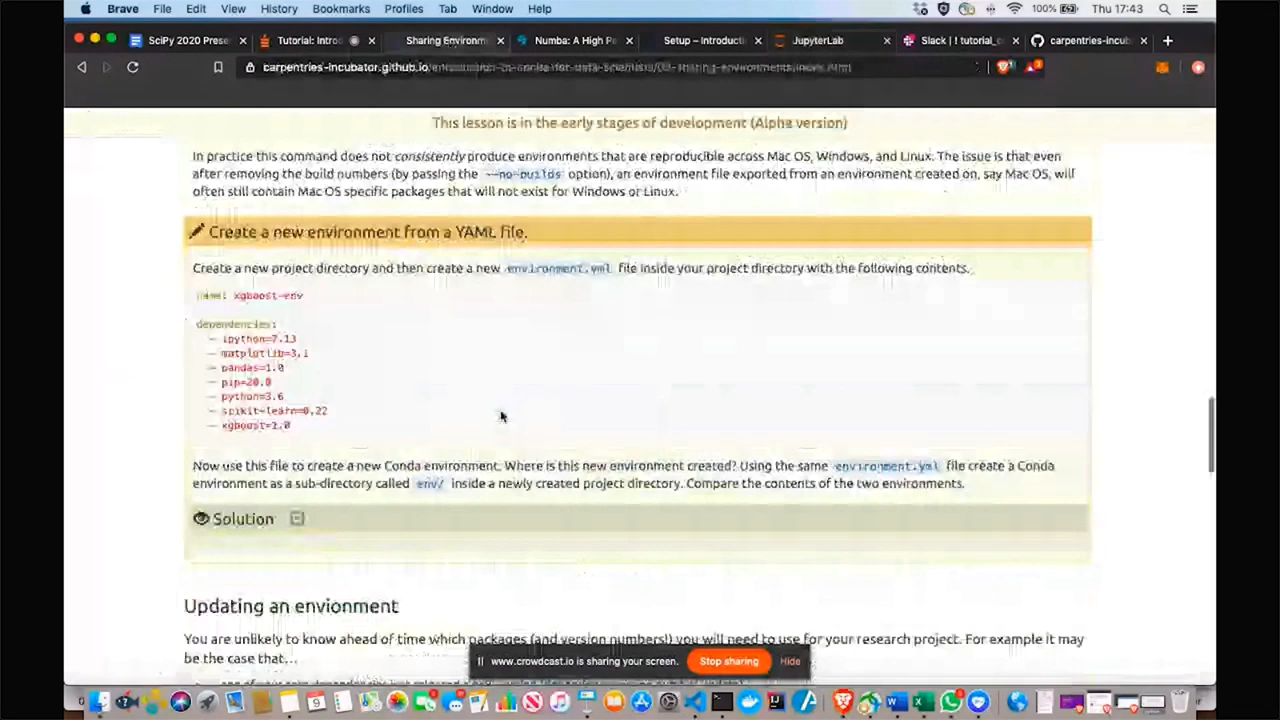 Brave File Edit View History Bookmarks Profiles Tab Window Help 100% Thu 17:43
SciPy 2020 Prese Tutorial: Intro Sharing Environm Numba: A High Pe Setup – Introducti JupyterLab Slack | ! tutorial_c carpentries-incub
carpentries-incubator.github.io/introduction-to-conda-for-data-scientists/
This lesson is in the early stages of development (Alpha version)
In practice this command does not consistently produce environments that are reproducible across Mac OS, Windows, and Linux. The issue is that even
after removing the build numbers (by passing the --no-builds option), an environment file exported from an environment created on, say Mac OS, will
often still contain Mac OS specific packages that will not exist for Windows or Linux.
Create a new environment from a YAML file.
Create a new project directory and then create a new environment.yml file inside your project directory with the following contents.
name: xgboost-env
dependencies:
- ipython=7.13
- matplotlib=3.1
- pandas=1.0
- pip=20.0
- python=3.6
- scikit-learn=0.22
- xgboost=1.0
Now use this file to create a new Conda environment. Where is this new environment created? Using the same environment.yml file create a Conda
environment as a sub-directory called env/ inside a newly created project directory. Compare the contents of the two environments.
Solution
Updating an envionment
You are unlikely to know ahead of time which packages (and version numbers!) you will need to use for your research project. For example it may
be the case that…
www.crowdcast.io is sharing your screen. Stop sharing Hide